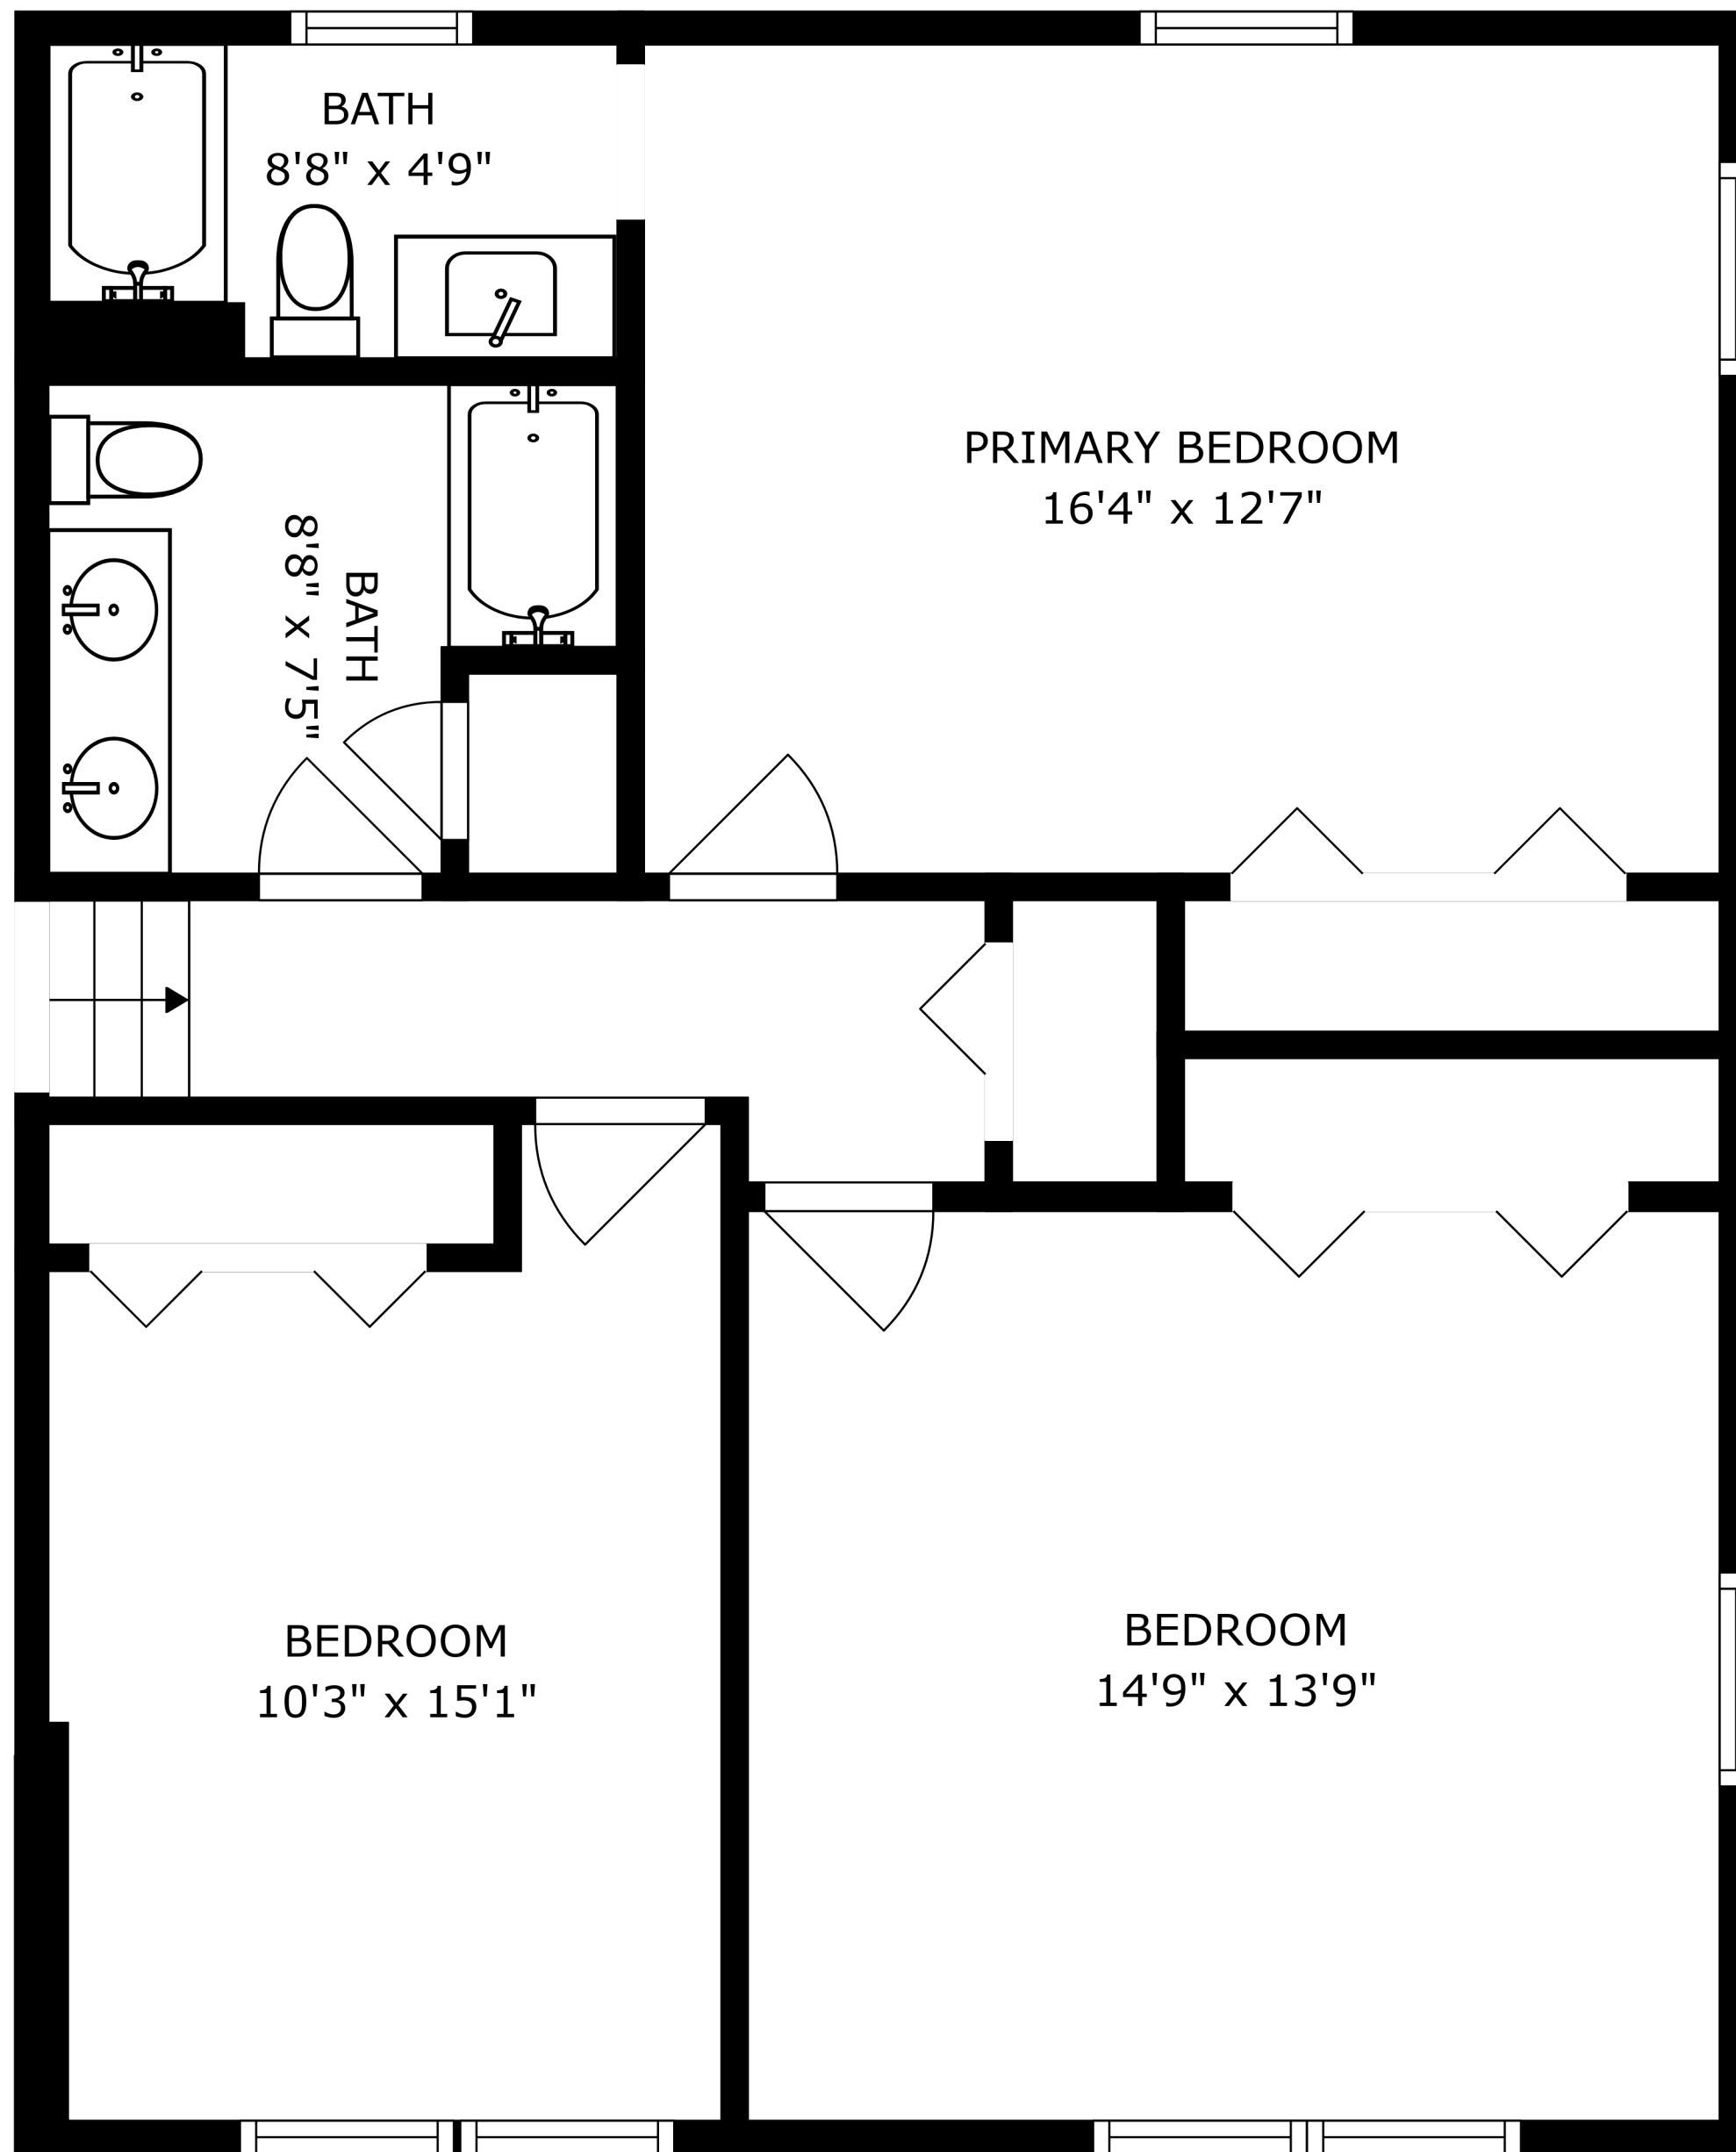 BATH
8'8" x 4'9"
PRIMARY BEDROOM
16'4" x 12'7"
BATH
8'8" x 7'5"
BEDROOM
10'3" x 15'1"
BEDROOM
14'9" x 13'9"